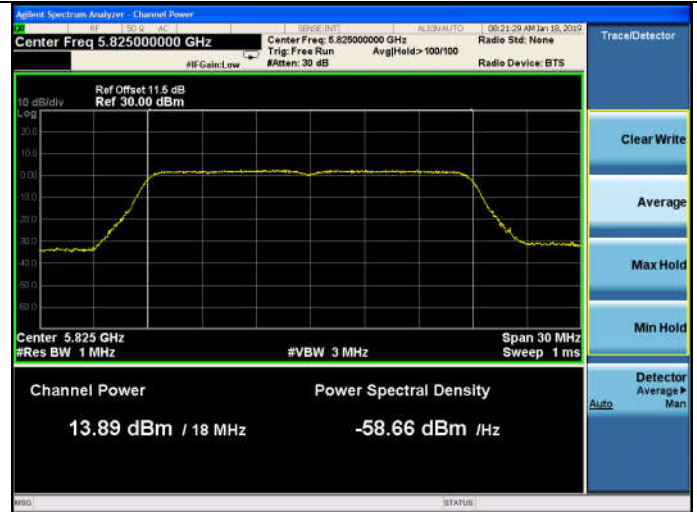 Agilent Spectrum Analyzer - Channel Power
RF 50 Ω AC SENSE:INT ALIGN AUTO 08:21:29 AM Jan 18, 2019
Center Freq 5.825000000 GHz
Center Freq: 5.825000000 GHz
Radio Std: None
Trig: Free Run Avg|Hold:>100/100
#IFGain:Low #Atten: 30 dB
Radio Device: BTS
Trace/Detector
Ref Offset 11.5 dB
10 dB/div Ref 30.00 dBm
Log
20.0
10.0
0.00
-10.0
-20.0
-30.0
-40.0
-50.0
-60.0
Clear Write
Average
Max Hold
Min Hold
Center 5.825 GHz Span 30 MHz
#Res BW 1 MHz #VBW 3 MHz Sweep 1 ms
Detector
Average▶
Auto Man
Channel Power Power Spectral Density
13.89 dBm / 18 MHz -58.66 dBm /Hz
MSG STATUS